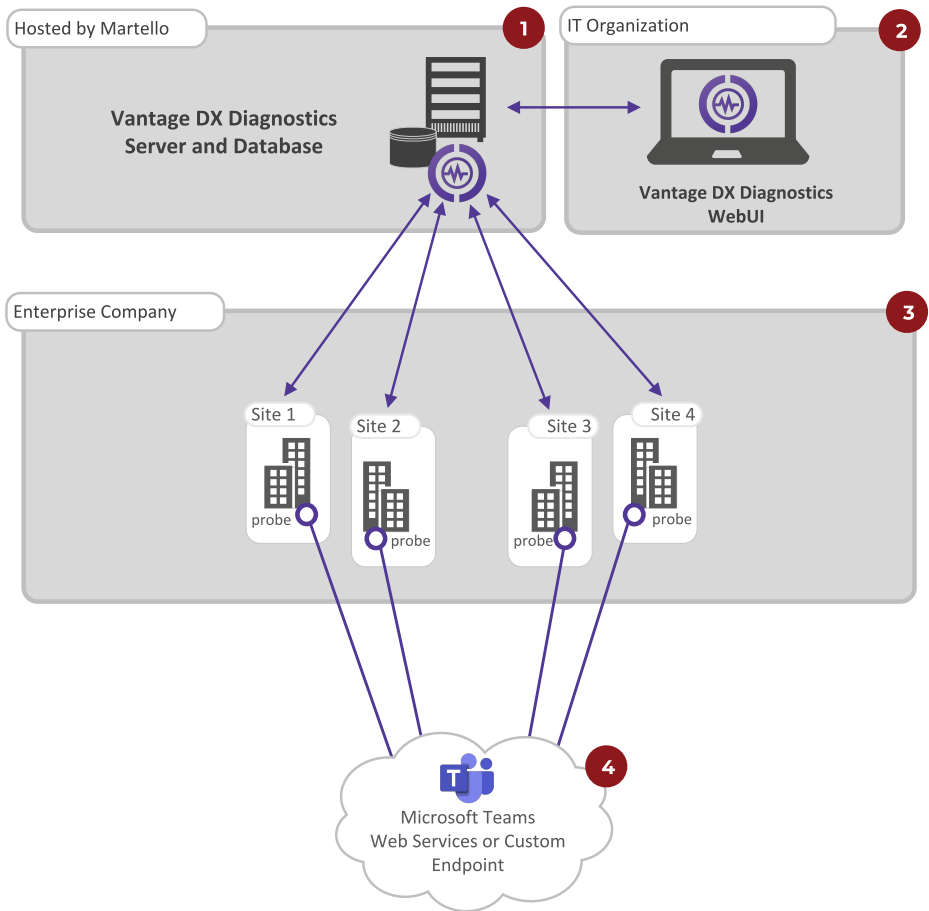 Hosted by Martello
1
IT Organization
2
Vantage DX Diagnostics
Server and Database
Vantage DX Diagnostics
WebUI
Enterprise Company
3
Site 1
Site 2
Site 3
Site 4
probe
probe
probe
probe
4
T
Microsoft Teams
Web Services or Custom
Endpoint